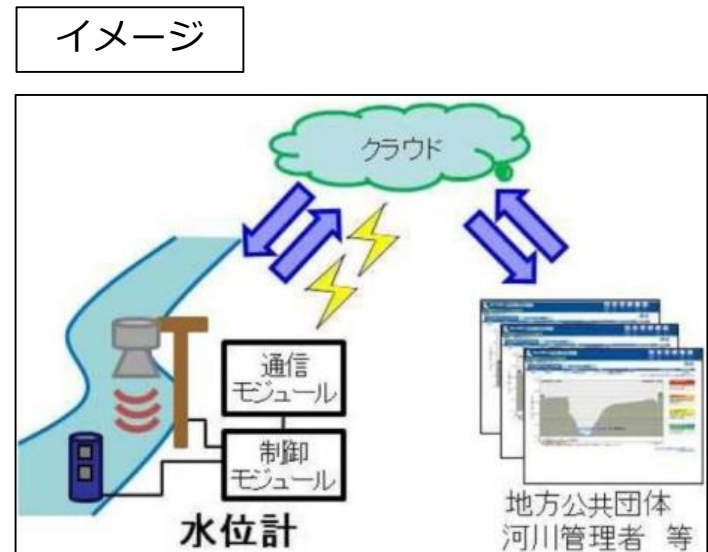 イメージ
クラウド
通信
モジュール
制御
モジュール
水位計
地方公共団体
河川管理者 等